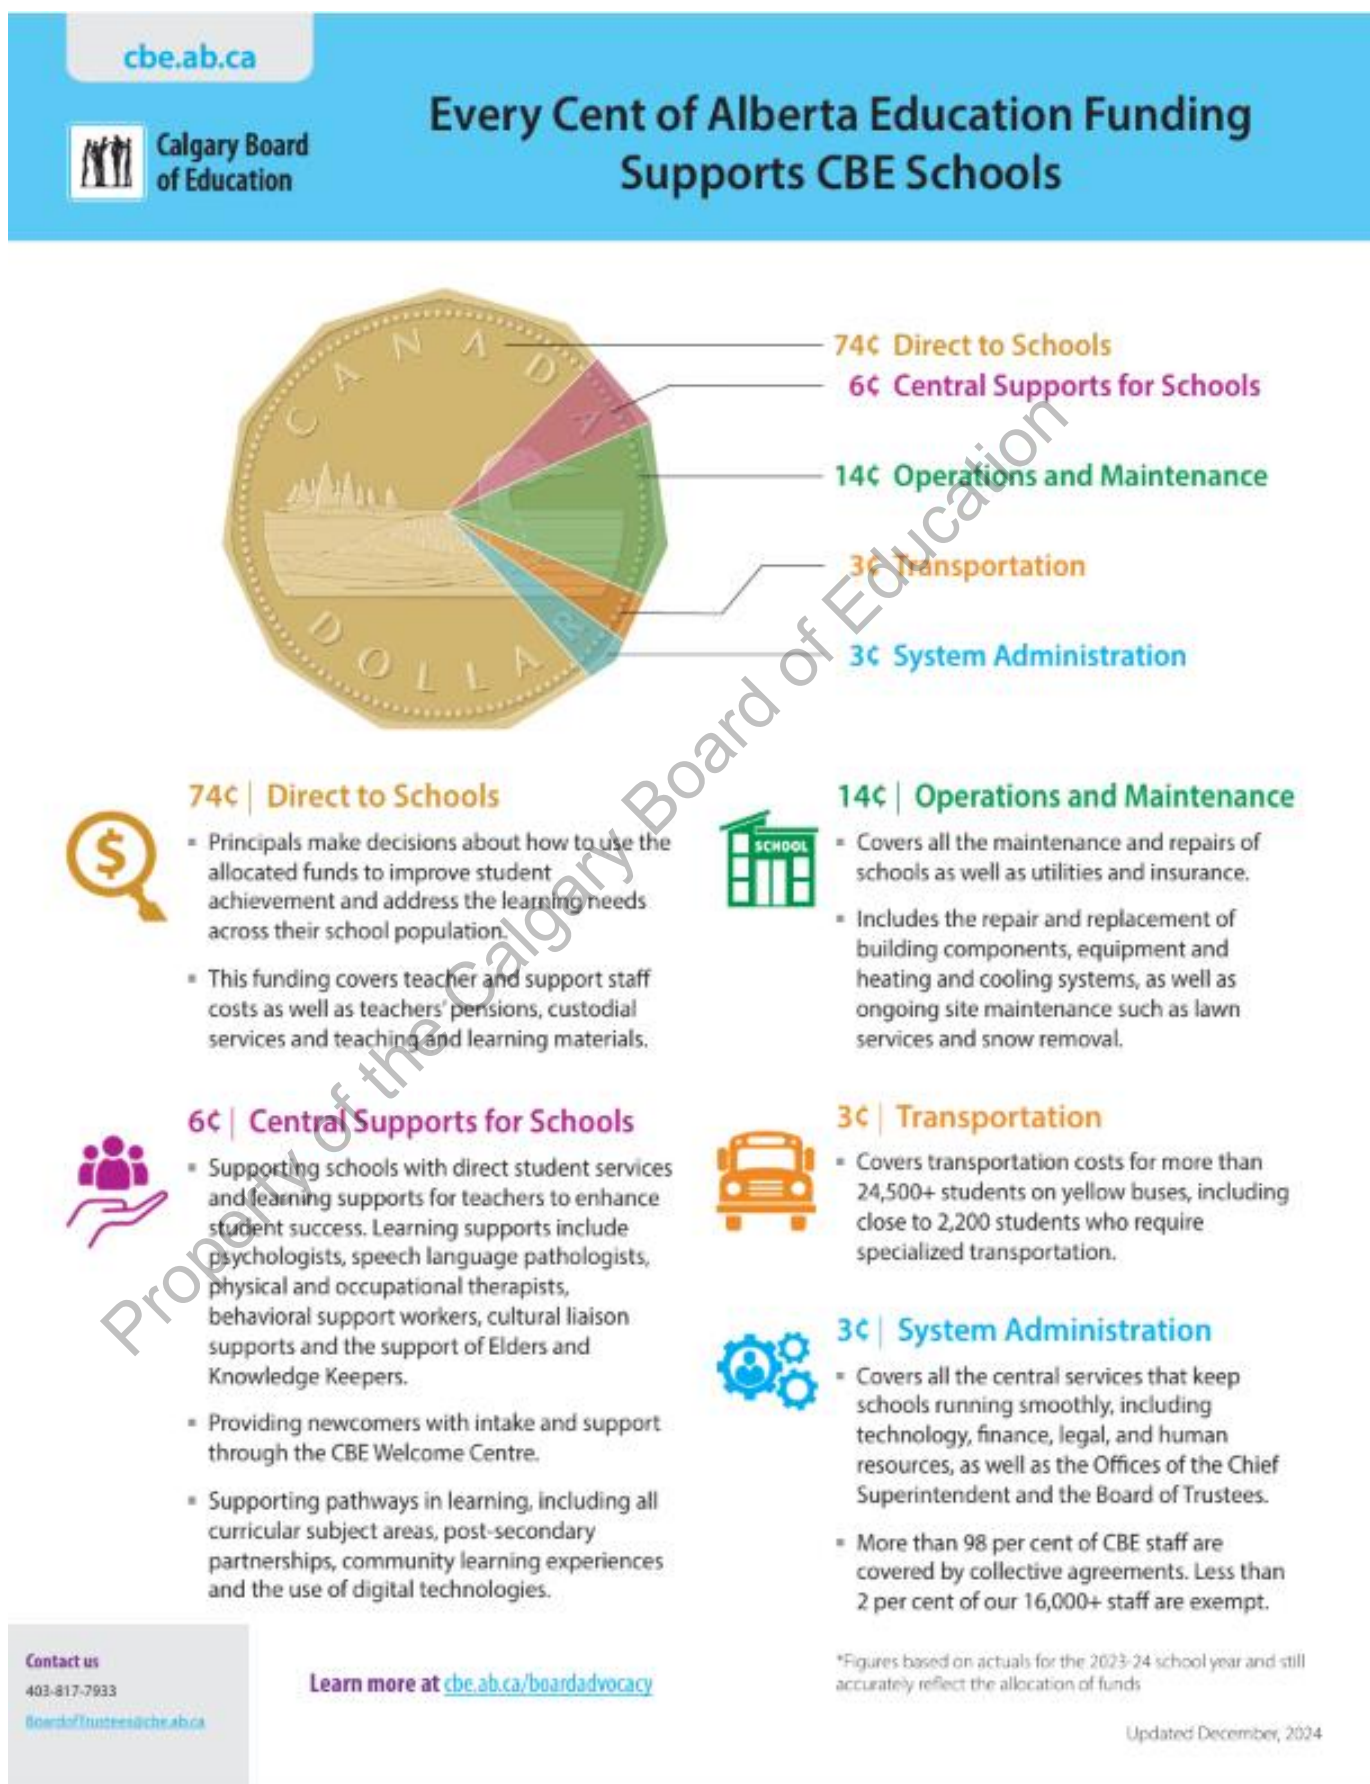 cbe.ab.ca
Calgary Board
of Education
Every Cent of Alberta Education Funding
Supports CBE Schools
CANADA
DOLLAR
74¢ Direct to Schools
6¢ Central Supports for Schools
14¢ Operations and Maintenance
3¢ Transportation
3¢ System Administration
74¢ | Direct to Schools
▪ Principals make decisions about how to use the
allocated funds to improve student
achievement and address the learning needs
across their school population.
▪ This funding covers teacher and support staff
costs as well as teachers' pensions, custodial
services and teaching and learning materials.
6¢ | Central Supports for Schools
▪ Supporting schools with direct student services
and learning supports for teachers to enhance
student success. Learning supports include
psychologists, speech language pathologists,
physical and occupational therapists,
behavioral support workers, cultural liaison
supports and the support of Elders and
Knowledge Keepers.
▪ Providing newcomers with intake and support
through the CBE Welcome Centre.
▪ Supporting pathways in learning, including all
curricular subject areas, post-secondary
partnerships, community learning experiences
and the use of digital technologies.
SCHOOL
14¢ | Operations and Maintenance
▪ Covers all the maintenance and repairs of
schools as well as utilities and insurance.
▪ Includes the repair and replacement of
building components, equipment and
heating and cooling systems, as well as
ongoing site maintenance such as lawn
services and snow removal.
3¢ | Transportation
▪ Covers transportation costs for more than
24,500+ students on yellow buses, including
close to 2,200 students who require
specialized transportation.
3¢ | System Administration
▪ Covers all the central services that keep
schools running smoothly, including
technology, finance, legal, and human
resources, as well as the Offices of the Chief
Superintendent and the Board of Trustees.
▪ More than 98 per cent of CBE staff are
covered by collective agreements. Less than
2 per cent of our 16,000+ staff are exempt.
Contact us
403-817-7933
BoardofTrustees@cbe.ab.ca
Learn more at cbe.ab.ca/boardadvocacy
*Figures based on actuals for the 2023-24 school year and still
accurately reflect the allocation of funds
Updated December, 2024
Property of the Calgary Board of Education